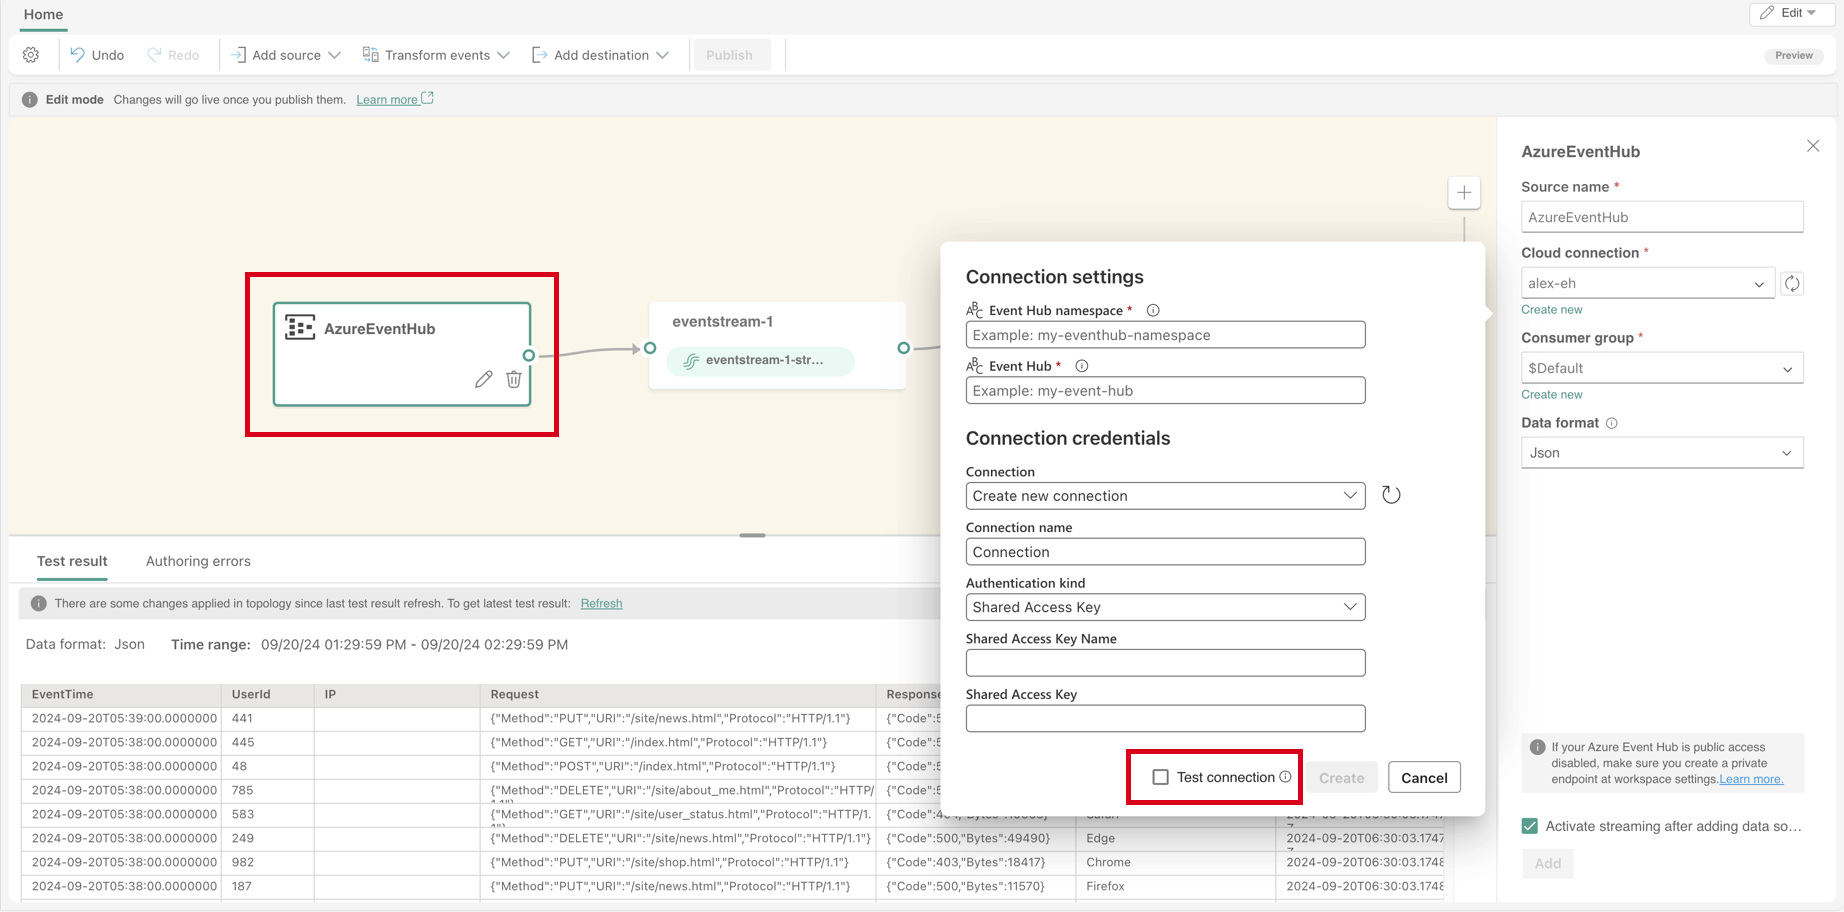 Home
Edit
Undo
Redo
Add source
Transform events
Add destination
Publish
Preview
Edit mode Changes will go live once you publish them. Learn more
AzureEventHub
eventstream-1
eventstream-1-str...
Connection settings
Event Hub namespace *
Example: my-eventhub-namespace
Event Hub *
Example: my-event-hub
Connection credentials
Connection
Create new connection
Connection name
Connection
Authentication kind
Shared Access Key
Shared Access Key Name
Shared Access Key
Test connection
Create
Cancel
AzureEventHub
Source name *
AzureEventHub
Cloud connection *
alex-eh
Create new
Consumer group *
$Default
Create new
Data format
Json
If your Azure Event Hub is public access
disabled, make sure you create a private
endpoint at workspace settings.Learn more.
Activate streaming after adding data so...
Add
Test result
Authoring errors
There are some changes applied in topology since last test result refresh. To get latest test result: Refresh
Data format: Json Time range: 09/20/24 01:29:59 PM - 09/20/24 02:29:59 PM
EventTime UserId IP Request Response
2024-09-20T05:39:00.0000000 441 {"Method":"PUT","URI":"/site/news.html","Protocol":"HTTP/1.1"} {"Code":5
2024-09-20T05:38:00.0000000 445 {"Method":"GET","URI":"/index.html","Protocol":"HTTP/1.1"} {"Code":5
2024-09-20T05:38:00.0000000 48 {"Method":"POST","URI":"/index.html","Protocol":"HTTP/1.1"} {"Code":5
2024-09-20T05:38:00.0000000 785 {"Method":"DELETE","URI":"/site/about_me.html","Protocol":"HTTP/ {"Code":5
2024-09-20T05:38:00.0000000 583 {"Method":"GET","URI":"/site/user_status.html","Protocol":"HTTP/1.
2024-09-20T05:38:00.0000000 249 {"Method":"DELETE","URI":"/site/news.html","Protocol":"HTTP/1.1"} {"Code":500,"Bytes":49490} Edge 2024-09-20T06:30:03.1747
2024-09-20T05:38:00.0000000 982 {"Method":"PUT","URI":"/site/shop.html","Protocol":"HTTP/1.1"} {"Code":403,"Bytes":18417} Chrome 2024-09-20T06:30:03.1748
2024-09-20T05:38:00.0000000 187 {"Method":"PUT","URI":"/site/news.html","Protocol":"HTTP/1.1"} {"Code":500,"Bytes":11570} Firefox 2024-09-20T06:30:03.1748